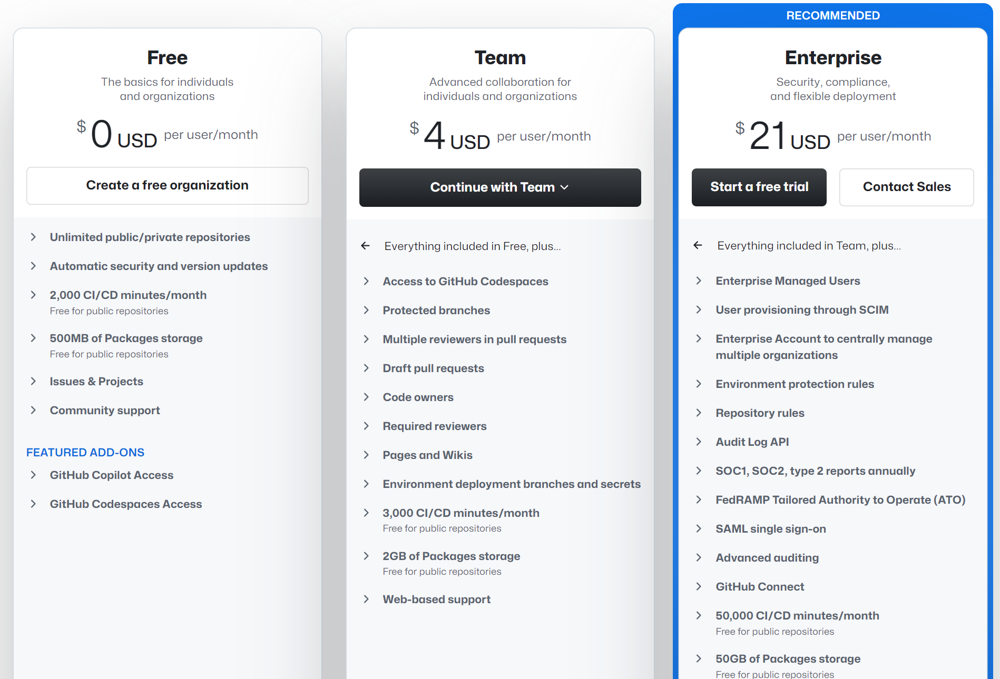 Free
The basics for individuals
and organizations
$ 0 USD per user/month
Create a free organization
Unlimited public/private repositories
Automatic security and version updates
2,000 CI/CD minutes/month
Free for public repositories
500MB of Packages storage
Free for public repositories
Issues & Projects
Community support
FEATURED ADD-ONS
GitHub Copilot Access
GitHub Codespaces Access
Team
Advanced collaboration for
individuals and organizations
$ 4 USD per user/month
Continue with Team
Everything included in Free, plus...
Access to GitHub Codespaces
Protected branches
Multiple reviewers in pull requests
Draft pull requests
Code owners
Required reviewers
Pages and Wikis
Environment deployment branches and secrets
3,000 CI/CD minutes/month
Free for public repositories
2GB of Packages storage
Free for public repositories
Web-based support
RECOMMENDED
Enterprise
Security, compliance,
and flexible deployment
$ 21 USD per user/month
Start a free trial
Contact Sales
Everything included in Team, plus...
Enterprise Managed Users
User provisioning through SCIM
Enterprise Account to centrally manage
multiple organizations
Environment protection rules
Repository rules
Audit Log API
SOC1, SOC2, type 2 reports annually
FedRAMP Tailored Authority to Operate (ATO)
SAML single sign-on
Advanced auditing
GitHub Connect
50,000 CI/CD minutes/month
Free for public repositories
50GB of Packages storage
Free for public repositories